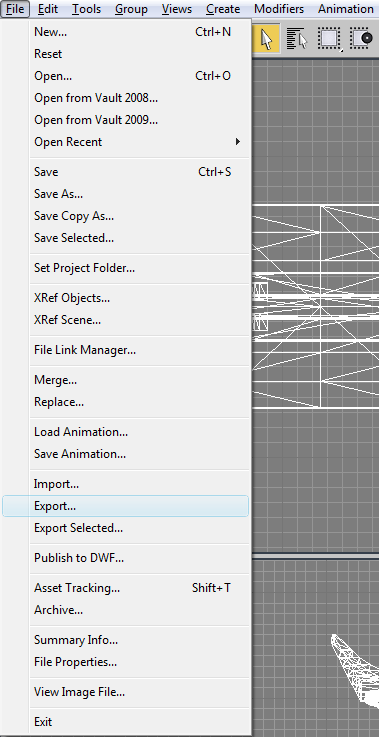 File Edit Tools Group Views Create Modifiers Animation
New... Ctrl+N
Reset
Open... Ctrl+O
Open from Vault 2008...
Open from Vault 2009...
Open Recent
Save Ctrl+S
Save As...
Save Copy As...
Save Selected...
Set Project Folder...
XRef Objects...
XRef Scene...
File Link Manager...
Merge...
Replace...
Load Animation...
Save Animation...
Import...
Export...
Export Selected...
Publish to DWF...
Asset Tracking... Shift+T
Archive...
Summary Info...
File Properties...
View Image File...
Exit